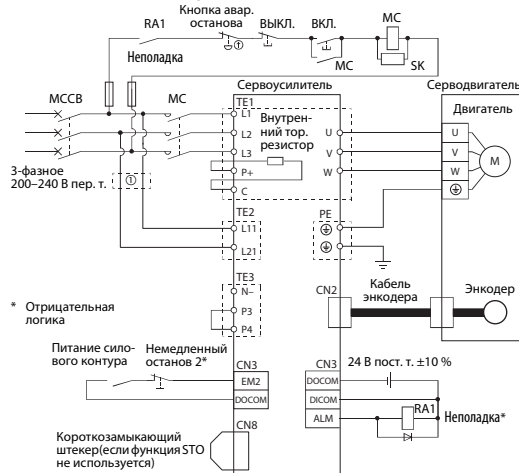 Кнопка авар.
останова
RA1
ВЫКЛ.
ВКЛ.
MC
Неполадка
MC
SK
Сервоусилитель
Серводвигатель
MCCB
MC
TE1
Двигатель
L1
Внутрен-
ний тор.
резистор
U
U
L2
V
V
M
L3
W
W
3-фазное
200–240 В пер. т.
P+
①
C
TE2
PE
L11
L21
TE3
N–
CN2
Кабель
энкодера
Энкодер
* Отрицательная
логика
P3
P4
Питание сило-
вого контура
Немедленный
останов 2*
CN3
CN3
24 В пост. т. ±10 %
EM2
DOCOM
DOCOM
DICOM
ALM
RA1
Неполадка*
CN8
Короткозамыкающий
штекер(если функция STO
не используется)